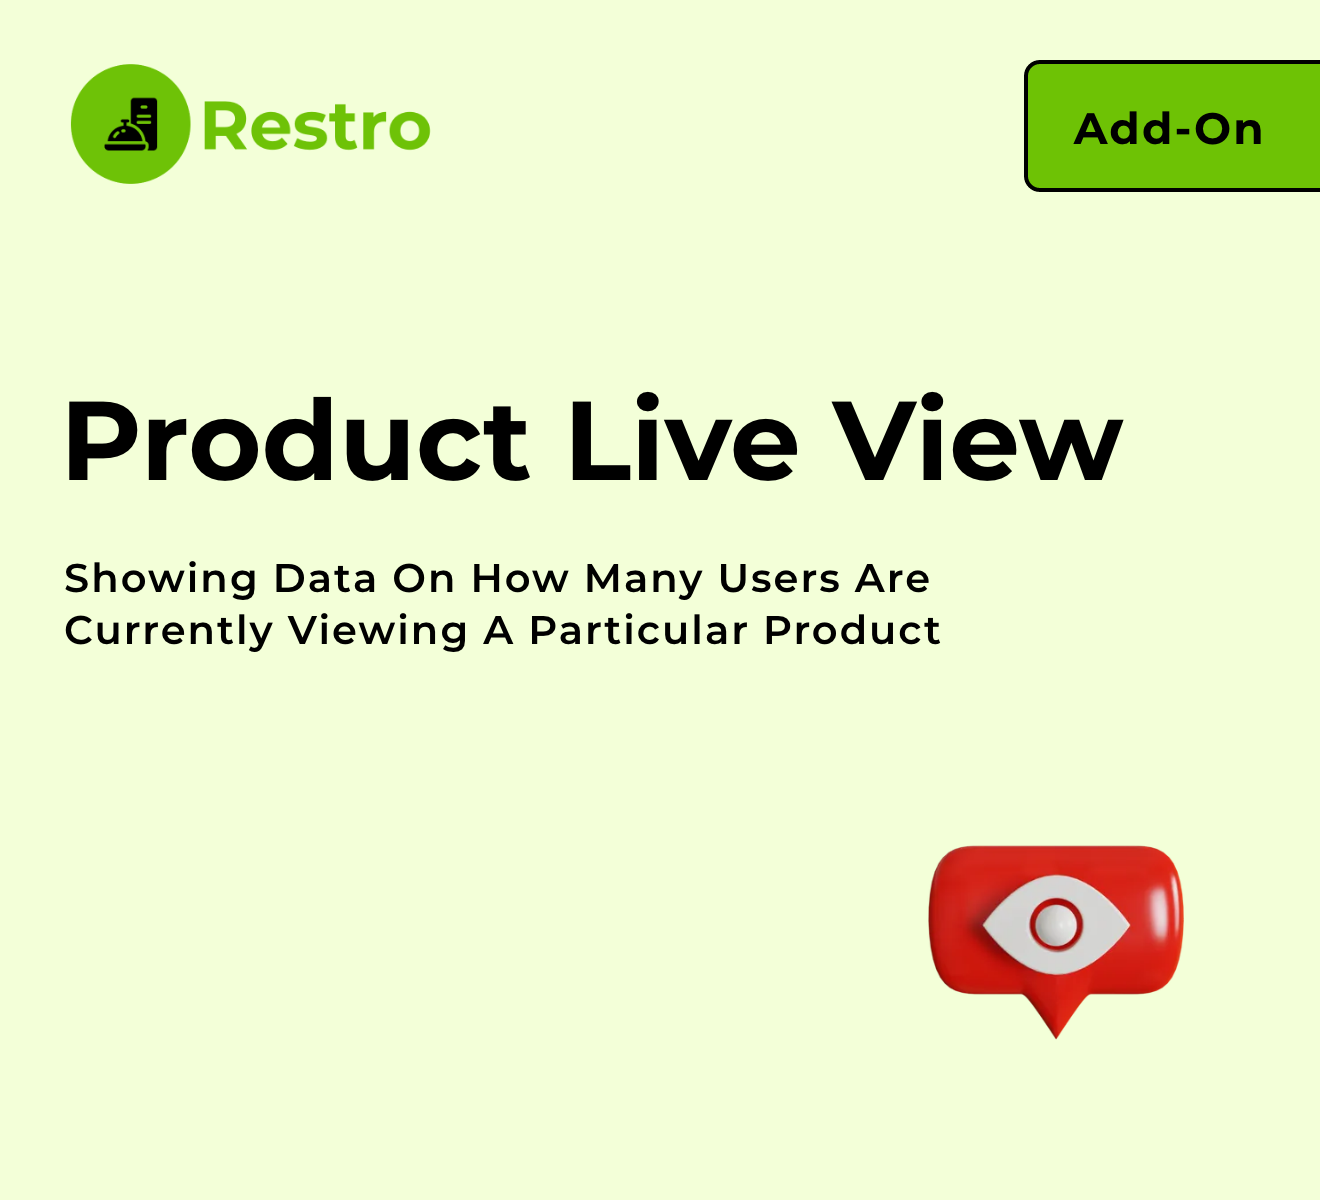 Restro
Add-On
Product Live View
Showing Data On How Many Users Are
Currently Viewing A Particular Product